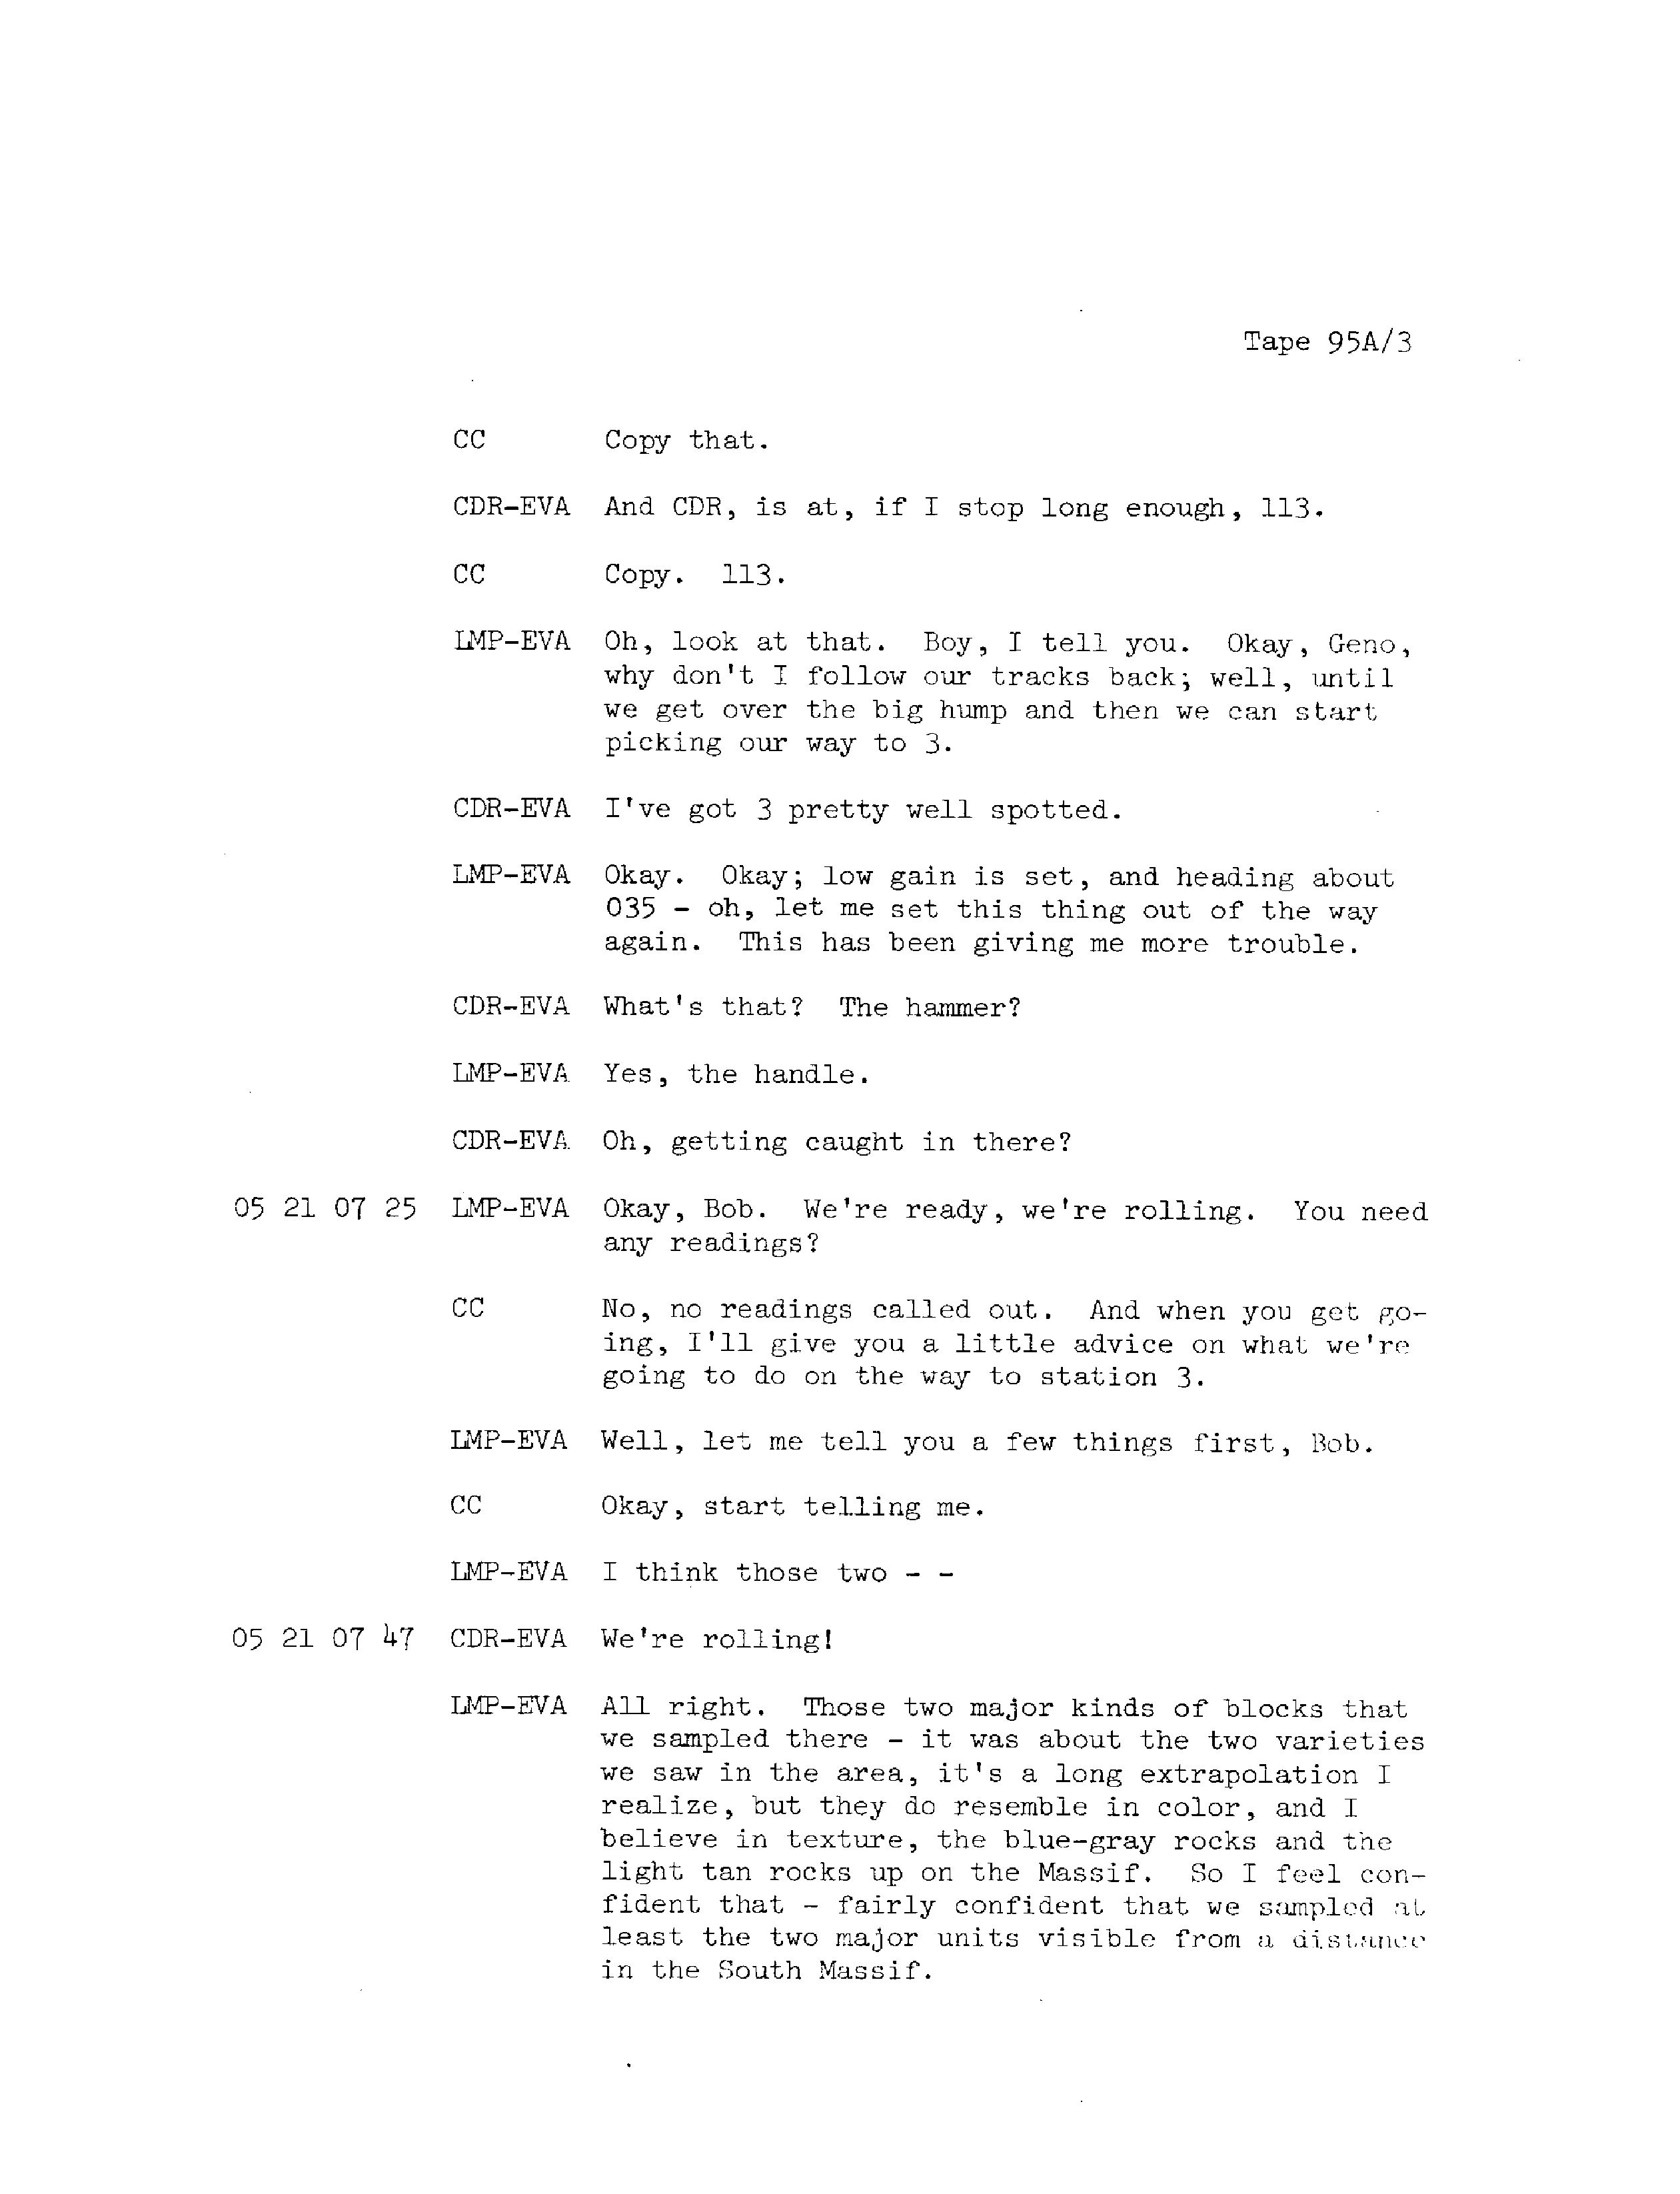 Tape 95A/3
CC Copy that.
CDR-EVA And CDR, is at, if I stop long enough, 113.
CC Copy. 113.
LMP-EVA Oh, look at that. Boy, I tell you. Okay, Geno,
why don't I follow our tracks back; well, until
we get over the big hump and then we can start
picking our way to 3.
CDR-EVA I've got 3 pretty well spotted.
LMP-EVA Okay. Okay; low gain is set, and heading about
035 - oh, let me set this thing out of the way
again. This has been giving me more trouble.
CDR-EVA What's that? The hammer?
LMP-EVA Yes, the handle.
CDR-EVA Oh, getting caught in there?
05 21 07 25 LMP-EVA Okay, Bob. We're ready, we're rolling. You need
any readings?
CC No, no readings called out. And when you get go-
ing, I'll give you a little advice on what we're
going to do on the way to station 3.
LMP-EVA Well, let me tell you a few things first, Bob.
CC Okay, start telling me.
LMP-EVA I think those two - -
05 21 07 47 CDR-EVA We're rolling!
LMP-EVA All right. Those two major kinds of blocks that
we sampled there - it was about the two varieties
we saw in the area, it's a long extrapolation I
realize, but they do resemble in color, and I
believe in texture, the blue-gray rocks and the
light tan rocks up on the Massif. So I feel con-
fident that - fairly confident that we sampled at
least the two major units visible from a distance
in the South Massif.